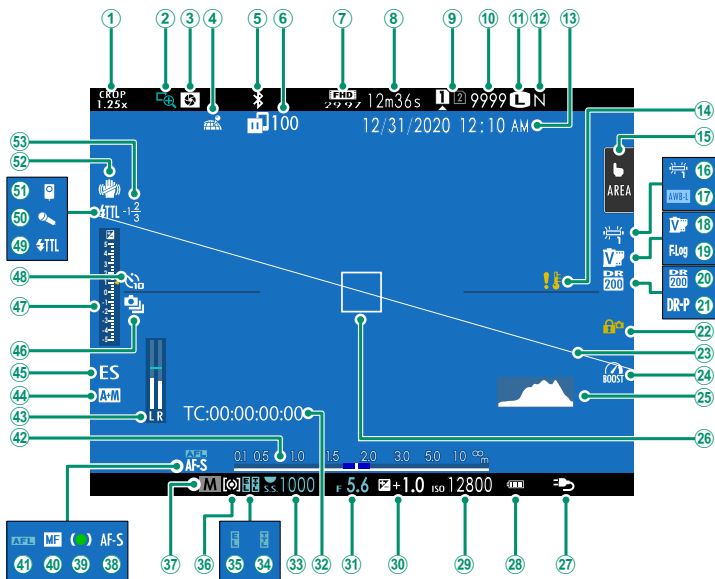 1 2 3 4 5 6 7 8 9 10 11 12 13
CROP
1.25x
FHD
29.97 12m36s 1 2 9999 L N
100
12/31/2020 12:10 AM
14
15
AREA
53
52
51
50
49 TTL
TTL -1 2/3
16
17 AWB-L
18 V
19 F.Log
20 DR 200
21 DR-P
V
DR
200
10
48
47
46
22
23
24 BOOST
25
45 ES
44 A+M
43 L R
TC:00:00:00:00
26
42
0.1 0.5 1.0 1.5 2.0 3.0 5.0 10 ∞m
AFL
AF-S
M S.S. 1000 F 5.6 +1.0 ISO 12800
AFL MF AF-S
41 40 39 38
37 36 35 34 33 32 31 30 29 28 27